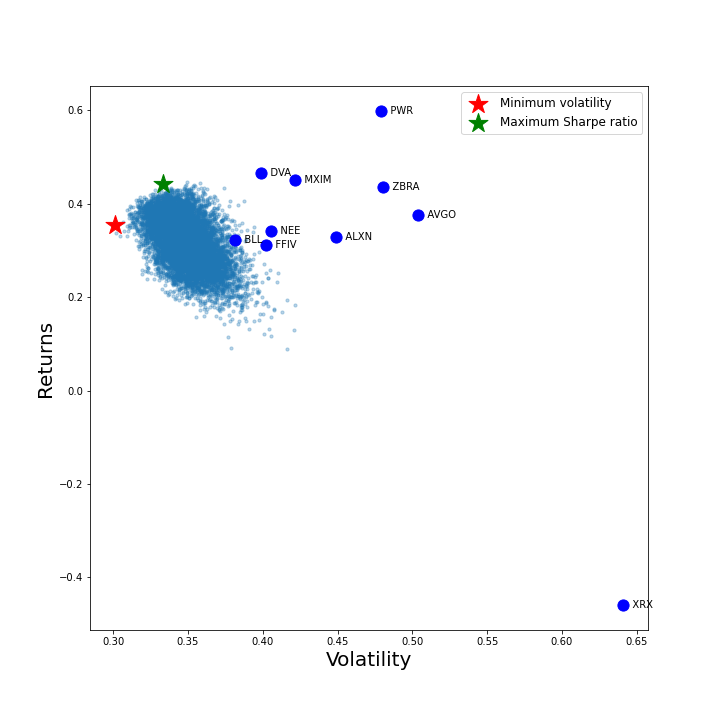 Minimum volatility
Maximum Sharpe ratio
0.6
PWR
DVA
MXIM
ZBRA
0.4
AVGO
NEE
BLL
FFIV
ALXN
0.2
0.0
−0.2
−0.4
XRX
Returns
0.30 0.35 0.40 0.45 0.50 0.55 0.60 0.65
Volatility